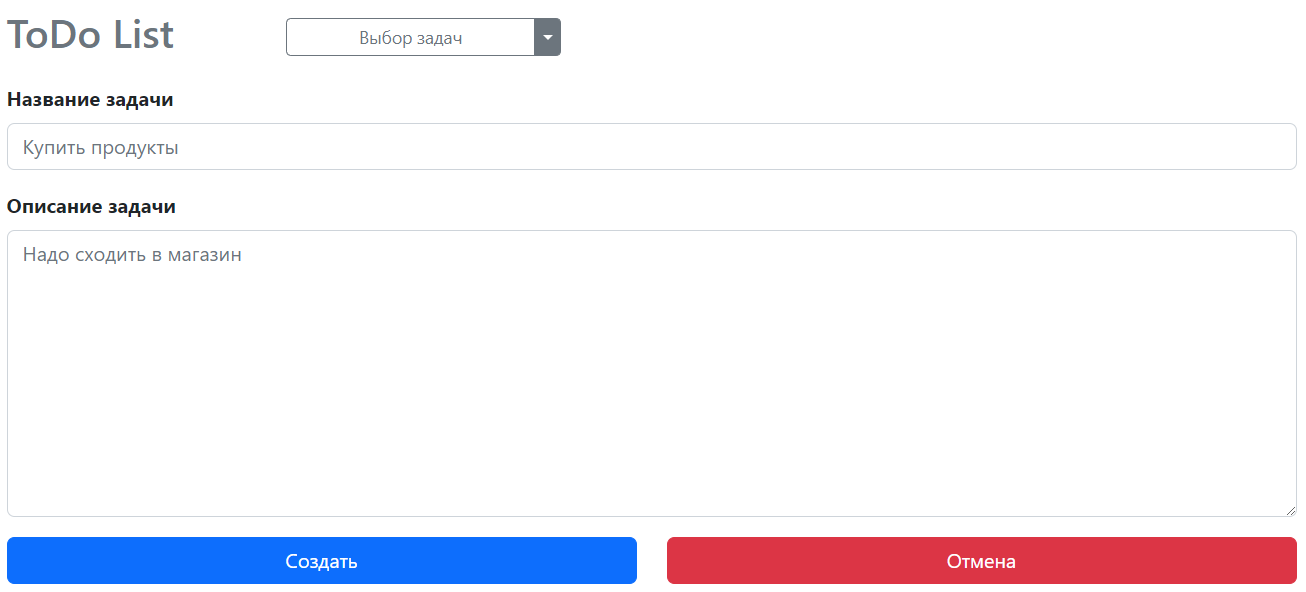 ToDo List
Выбор задач
Название задачи
Купить продукты
Описание задачи
Надо сходить в магазин
Создать
Отмена